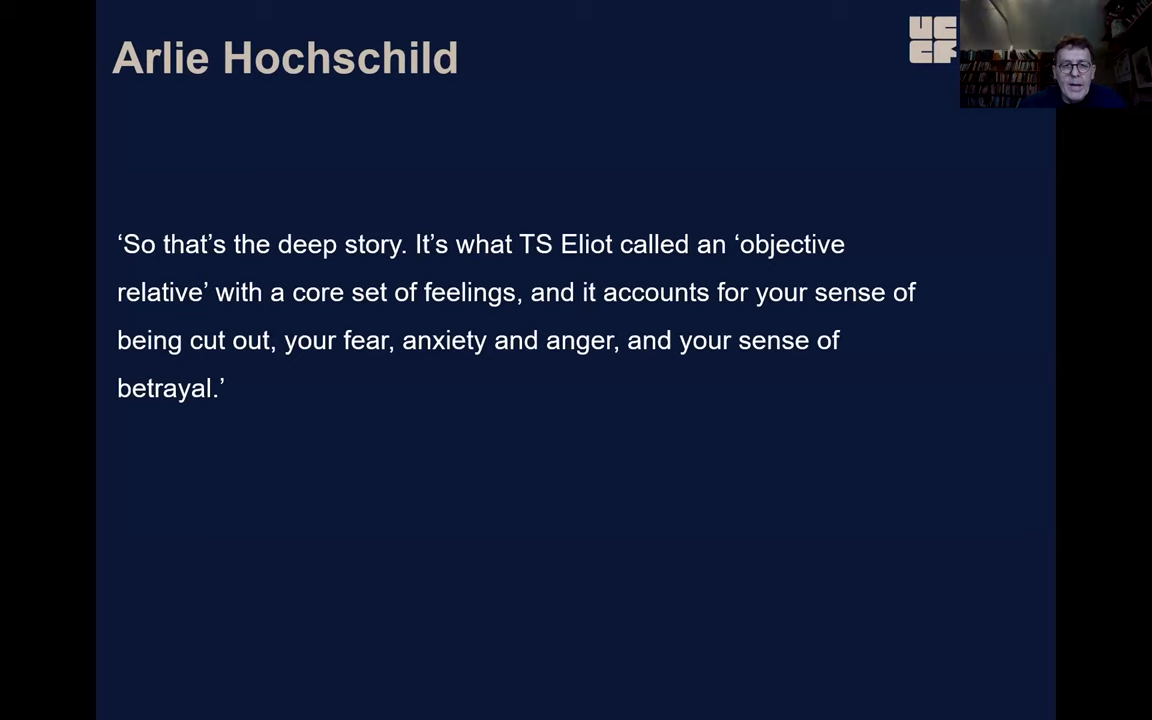 Arlie Hochschild
UC
CF
‘So that’s the deep story. It’s what TS Eliot called an ‘objective
relative’ with a core set of feelings, and it accounts for your sense of
being cut out, your fear, anxiety and anger, and your sense of
betrayal.’